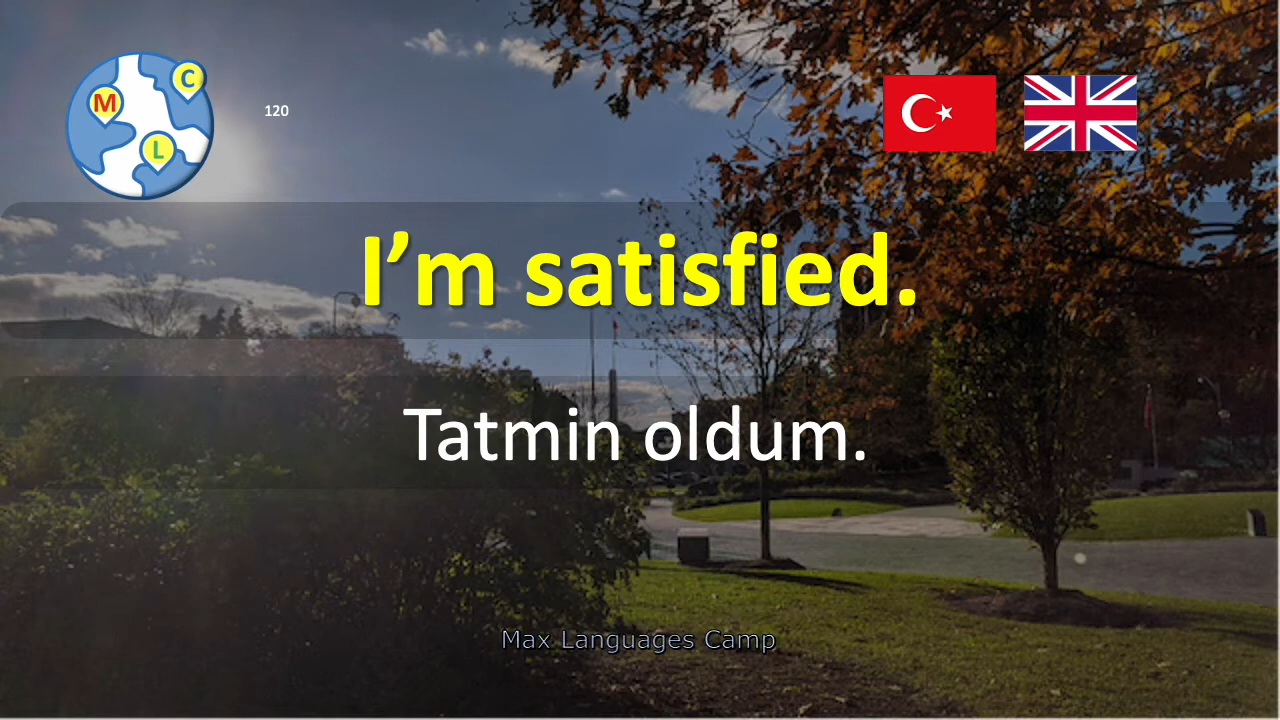 C
M
120
L
I’m satisfied.
Tatmin oldum.
Max Languages Camp